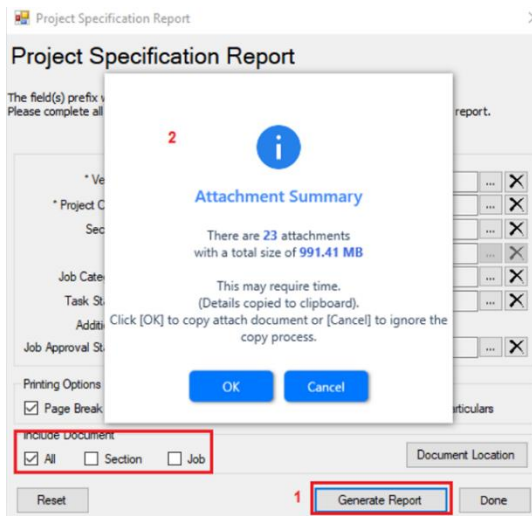 Project Specification Report
Project Specification Report
The field(s) prefix
Please complete all
report.
2
i
Attachment Summary
There are 23 attachments
with a total size of 991.41 MB
This may require time.
(Details copied to clipboard).
Click [OK] to copy attach document or [Cancel] to ignore the
copy process.
OK Cancel
* Ve
...
* Project C
...
Sec
...
...
Job Cate
...
Task St
...
Additi
Job Approval St
...
Printing Options
Page Break
articulars
Include Document
All Section Job
Document Location
Reset
1
Generate Report
Done